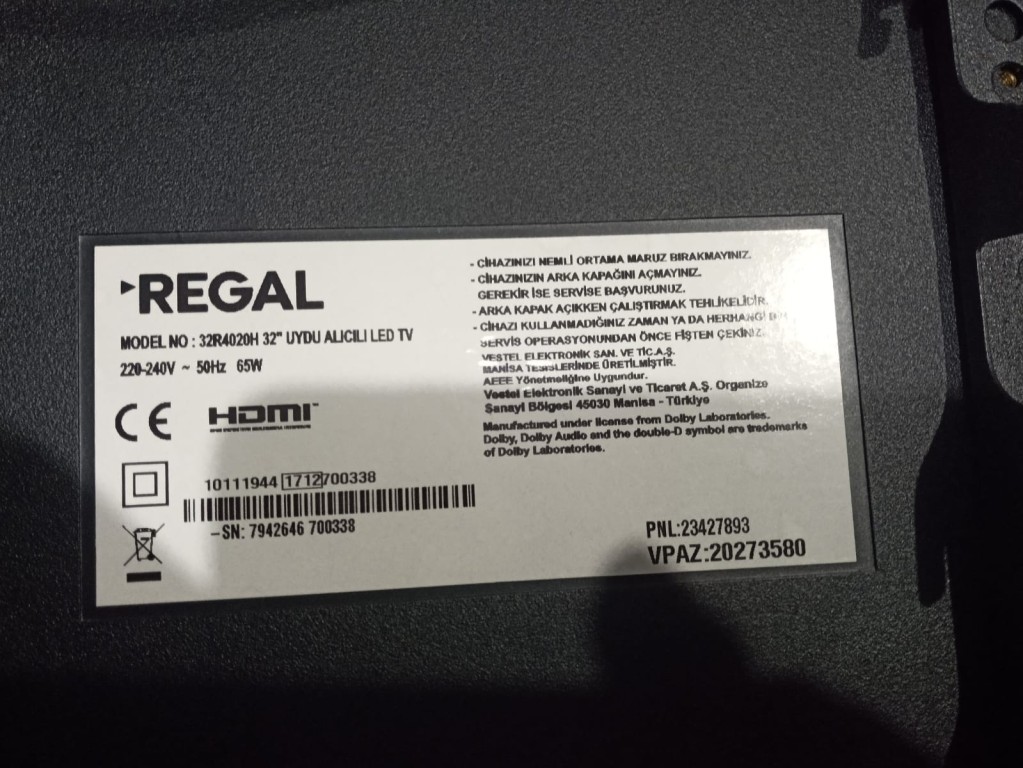 REGAL
MODEL NO : 32R4020H 32" UYDU ALICILI LED TV
220-240V ~ 50Hz 65W
CE HDMI
10111944 1712700338
-SN: 7942646 700338
- CİHAZINIZI NEMLİ ORTAMA MARUZ BIRAKMAYINIZ.
- CİHAZINIZIN ARKA KAPAĞINI AÇMAYINIZ.
GEREKİR İSE SERVİSE BAŞVURUNUZ.
- ARKA KAPAK AÇIKKEN ÇALIŞTIRMAK TEHLİKELİDİR.
- CİHAZI KULLANMADIĞINIZ ZAMAN YA DA HERHANGİ
SERVİS OPERASYONUNDAN ÖNCE FİŞTEN ÇEKİNİZ.
VESTEL ELEKTRONİK SAN. VE TİC.A.Ş.
MANİSA TESİSLERİNDE ÜRETİLMİŞTİR.
AEEE Yönetmeliğine Uygundur.
Vestel Elektronik Sanayi ve Ticaret A.Ş. Organize
Sanayi Bölgesi 45030 Manisa - Türkiye
Manufactured under license from Dolby Laboratories.
Dolby, Dolby Audio and the double-D symbol are trademarks
of Dolby Laboratories.
PNL:23427893
VPAZ:20273580